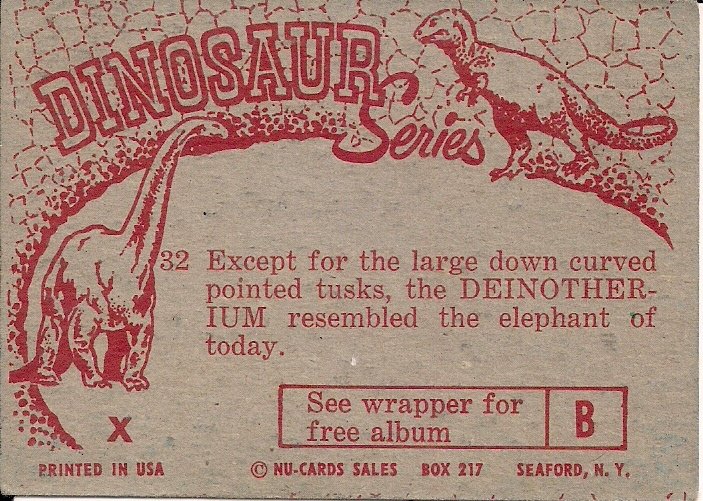 DINOSAUR
Series
32 Except for the large down curved
pointed tusks, the DEINOTHER-
IUM resembled the elephant of
today.
See wrapper for
free album
B
X
PRINTED IN USA © NU-CARDS SALES BOX 217 SEAFORD, N. Y.